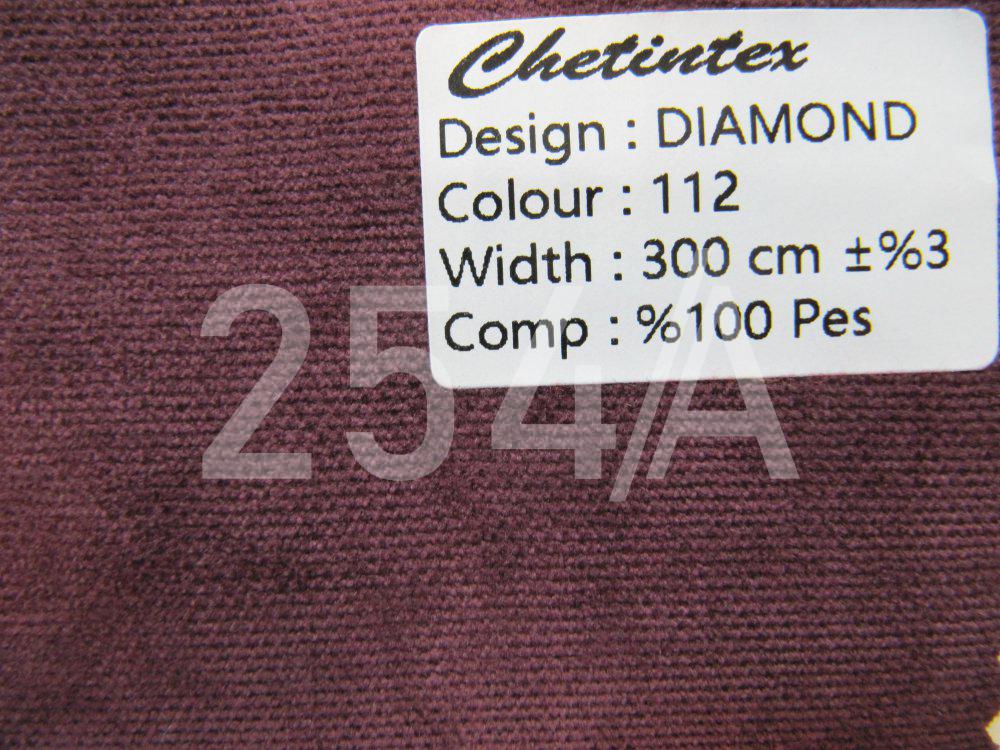 Chetintex
Design : DIAMOND
Colour : 112
Width : 300 cm ±%3
Comp : %100 Pes
254/A